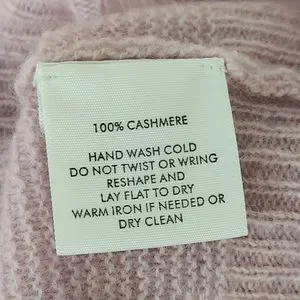 100% CASHMERE
HAND WASH COLD
DO NOT TWIST OR WRING
RESHAPE AND
LAY FLAT TO DRY
WARM IRON IF NEEDED OR
DRY CLEAN